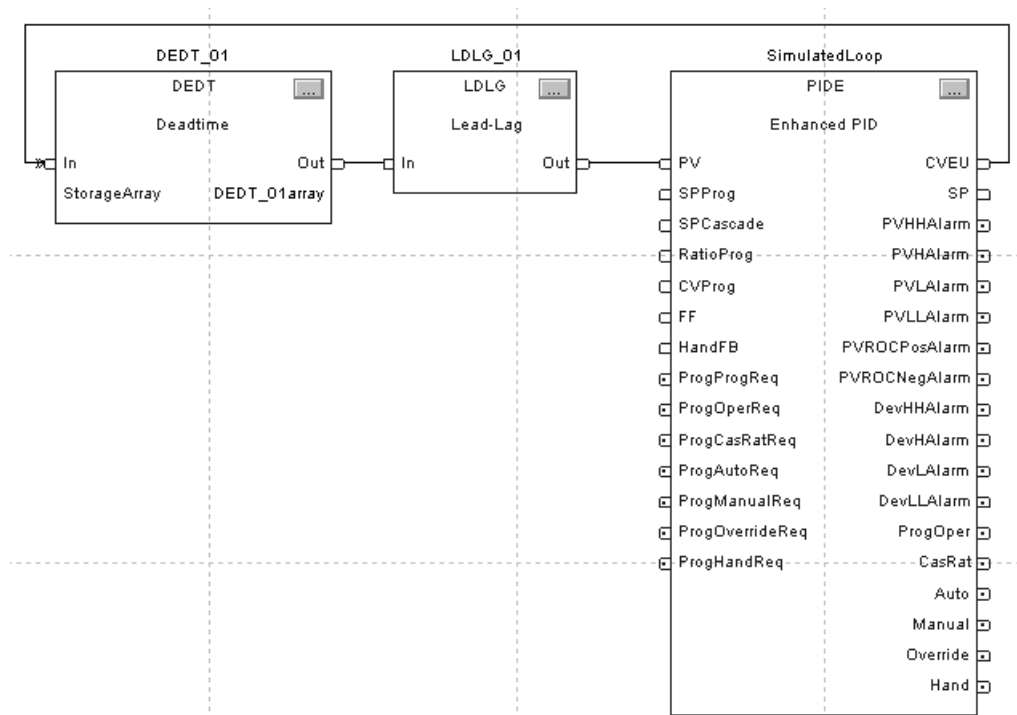 DEDT_01
DEDT
...
Deadtime
In
Out
StorageArray
DEDT_01array
LDLG_01
LDLG
...
Lead-Lag
In
Out
SimulatedLoop
PIDE
...
Enhanced PID
PV
CVEU
SPProg
SP
SPCascade
PVHHAlarm
RatioProg
PVHAlarm
CVProg
PVLAlarm
FF
PVLLAlarm
HandFB
PVROCPosAlarm
ProgProgReq
PVROCNegAlarm
ProgOperReq
DevHHAlarm
ProgCasRatReq
DevHAlarm
ProgAutoReq
DevLAlarm
ProgManualReq
DevLLAlarm
ProgOverrideReq
ProgOper
ProgHandReq
CasRat
Auto
Manual
Override
Hand